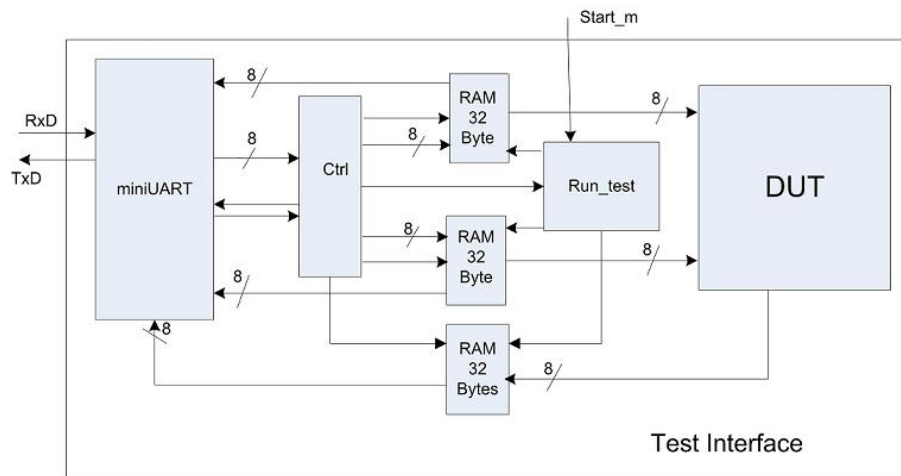 Start_m
8
RAM
32
Byte
8
RxD
8
8
Ctrl
TxD
miniUART
Run_test
DUT
8
RAM
32
Byte
8
8
8
RAM
32
Bytes
8
Test Interface